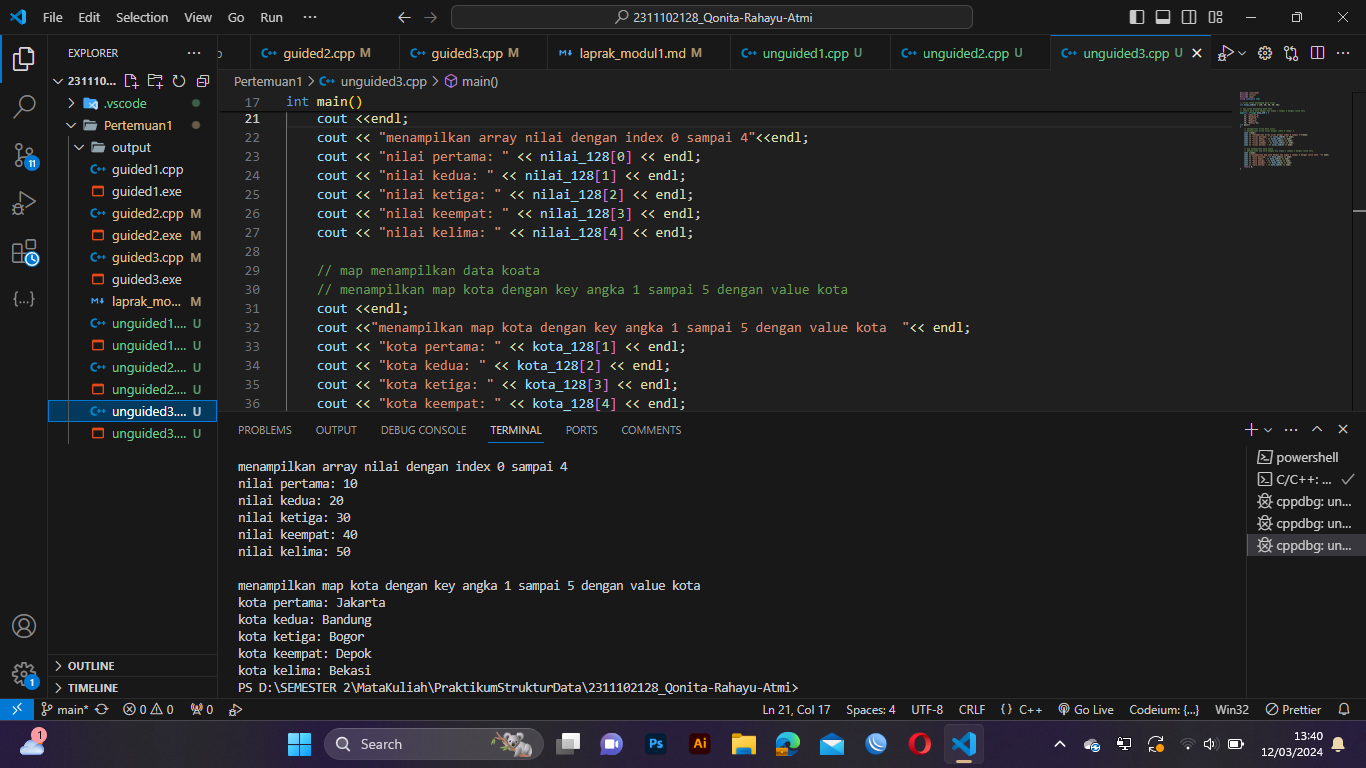 File Edit Selection View Go Run ··· 2311102128_Qonita-Rahayu-Atmi
EXPLORER ···
guided2.cpp M guided3.cpp M laprak_modul1.md M unguided1.cpp U unguided2.cpp U unguided3.cpp U
231110...
.vscode
Pertemuan1
output
guided1.cpp
guided1.exe
guided2.cpp M
guided2.exe M
guided3.cpp M
guided3.exe
laprak_mo... M
unguided1.... U
unguided1.... U
unguided2.... U
unguided2.... U
unguided3.... U
unguided3.... U
OUTLINE
TIMELINE
11
1
Pertemuan1 > unguided3.cpp > main()
17 int main()
21 cout <<endl;
22 cout << "menampilkan array nilai dengan index 0 sampai 4"<<endl;
23 cout << "nilai pertama: " << nilai_128[0] << endl;
24 cout << "nilai kedua: " << nilai_128[1] << endl;
25 cout << "nilai ketiga: " << nilai_128[2] << endl;
26 cout << "nilai keempat: " << nilai_128[3] << endl;
27 cout << "nilai kelima: " << nilai_128[4] << endl;
28
29 // map menampilkan data koata
30 // menampilkan map kota dengan key angka 1 sampai 5 dengan value kota
31 cout <<endl;
32 cout <<"menampilkan map kota dengan key angka 1 sampai 5 dengan value kota  "<< endl;
33 cout << "kota pertama: " << kota_128[1] << endl;
34 cout << "kota kedua: " << kota_128[2] << endl;
35 cout << "kota ketiga: " << kota_128[3] << endl;
36 cout << "kota keempat: " << kota_128[4] << endl;
PROBLEMS OUTPUT DEBUG CONSOLE TERMINAL PORTS COMMENTS
menampilkan array nilai dengan index 0 sampai 4
nilai pertama: 10
nilai kedua: 20
nilai ketiga: 30
nilai keempat: 40
nilai kelima: 50
menampilkan map kota dengan key angka 1 sampai 5 dengan value kota
kota pertama: Jakarta
kota kedua: Bandung
kota ketiga: Bogor
kota keempat: Depok
kota kelima: Bekasi
PS D:\SEMESTER 2\MataKuliah\PraktikumStrukturData\2311102128_Qonita-Rahayu-Atmi>
powershell
C/C++: ...
cppdbg: un...
cppdbg: un...
cppdbg: un...
main* 0 0 0 Ln 21, Col 17 Spaces: 4 UTF-8 CRLF {} C++ Go Live Codeium: {...} Win32 Prettier
1 Search Ps Ai 13:40
12/03/2024